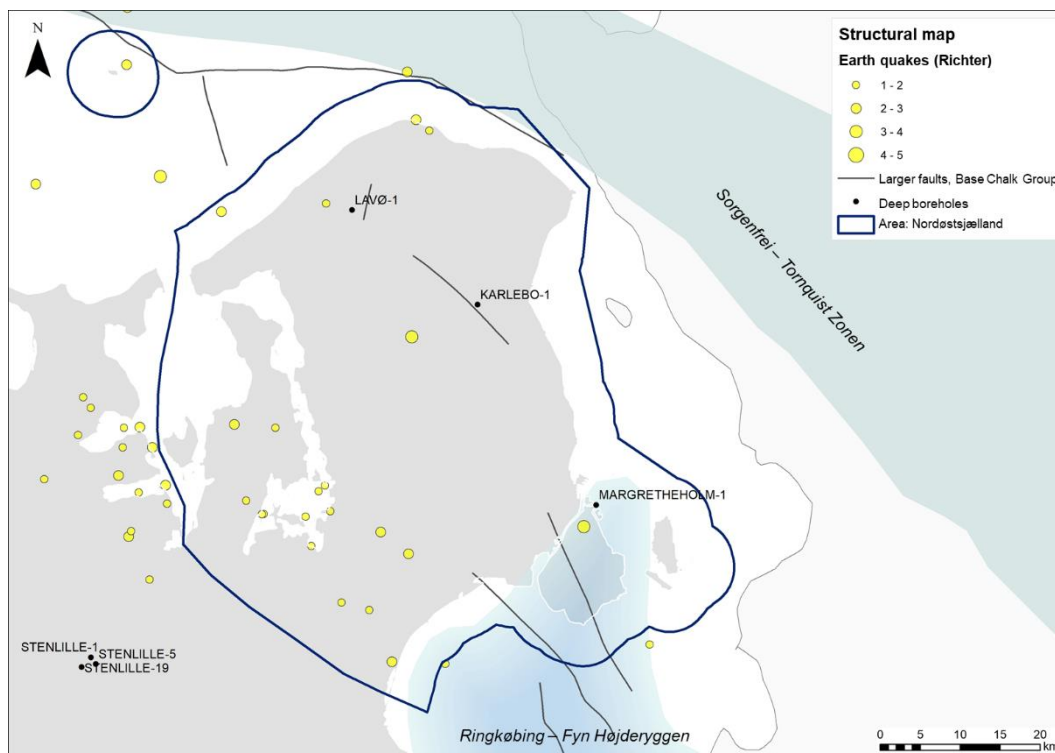 N
Structural map
Earth quakes (Richter)
1 - 2
2 - 3
3 - 4
4 - 5
Larger faults, Base Chalk Group
Deep boreholes
Area: Nordøstsjælland
LAVØ-1
Sorgenfrei – Tornquist Zonen
KARLEBO-1
MARGRETHEHOLM-1
STENLILLE-1
STENLILLE-5
STENLILLE-19
Ringkøbing – Fyn Højderyggen
0 5 10 15 20
km